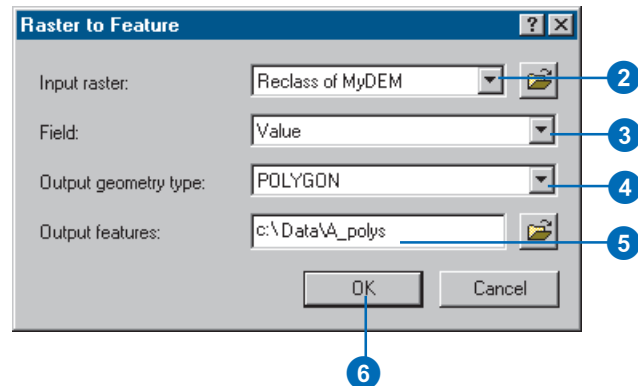 Raster to Feature ? ×
Input raster: Reclass of MyDEM 2
Field: Value 3
Output geometry type: POLYGON 4
Output features: c:\Data\A_polys 5
OK Cancel
6